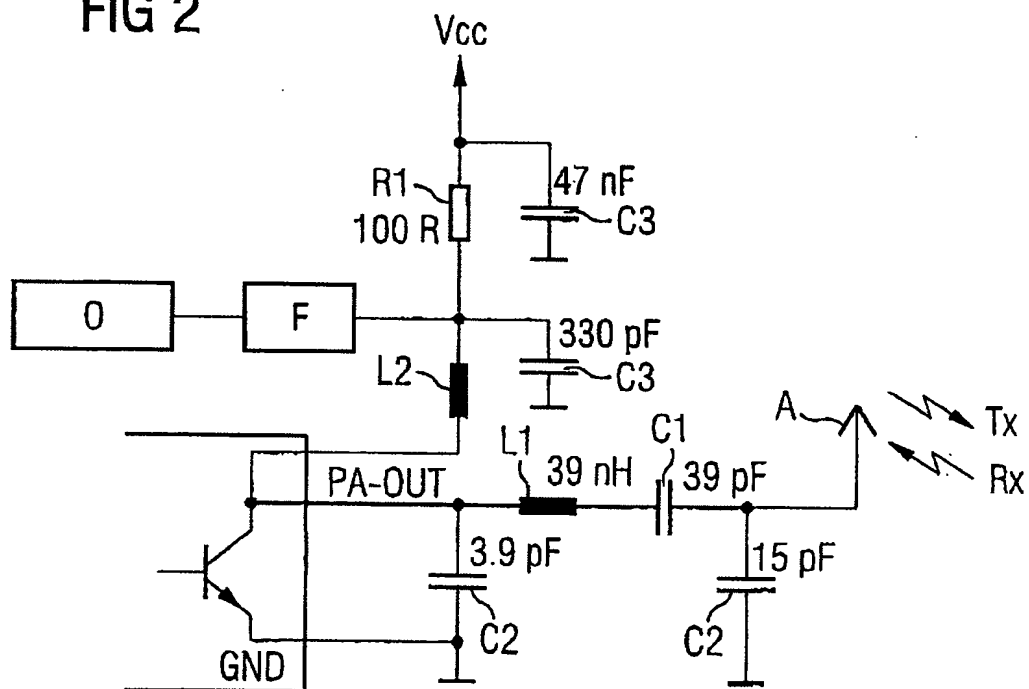 FIG 2
Vcc
R1
100 R
47 nF
C3
O
F
330 pF
C3
L2
A
Tx
Rx
L1
39 nH
C1
39 pF
PA-OUT
3.9 pF
C2
15 pF
C2
GND